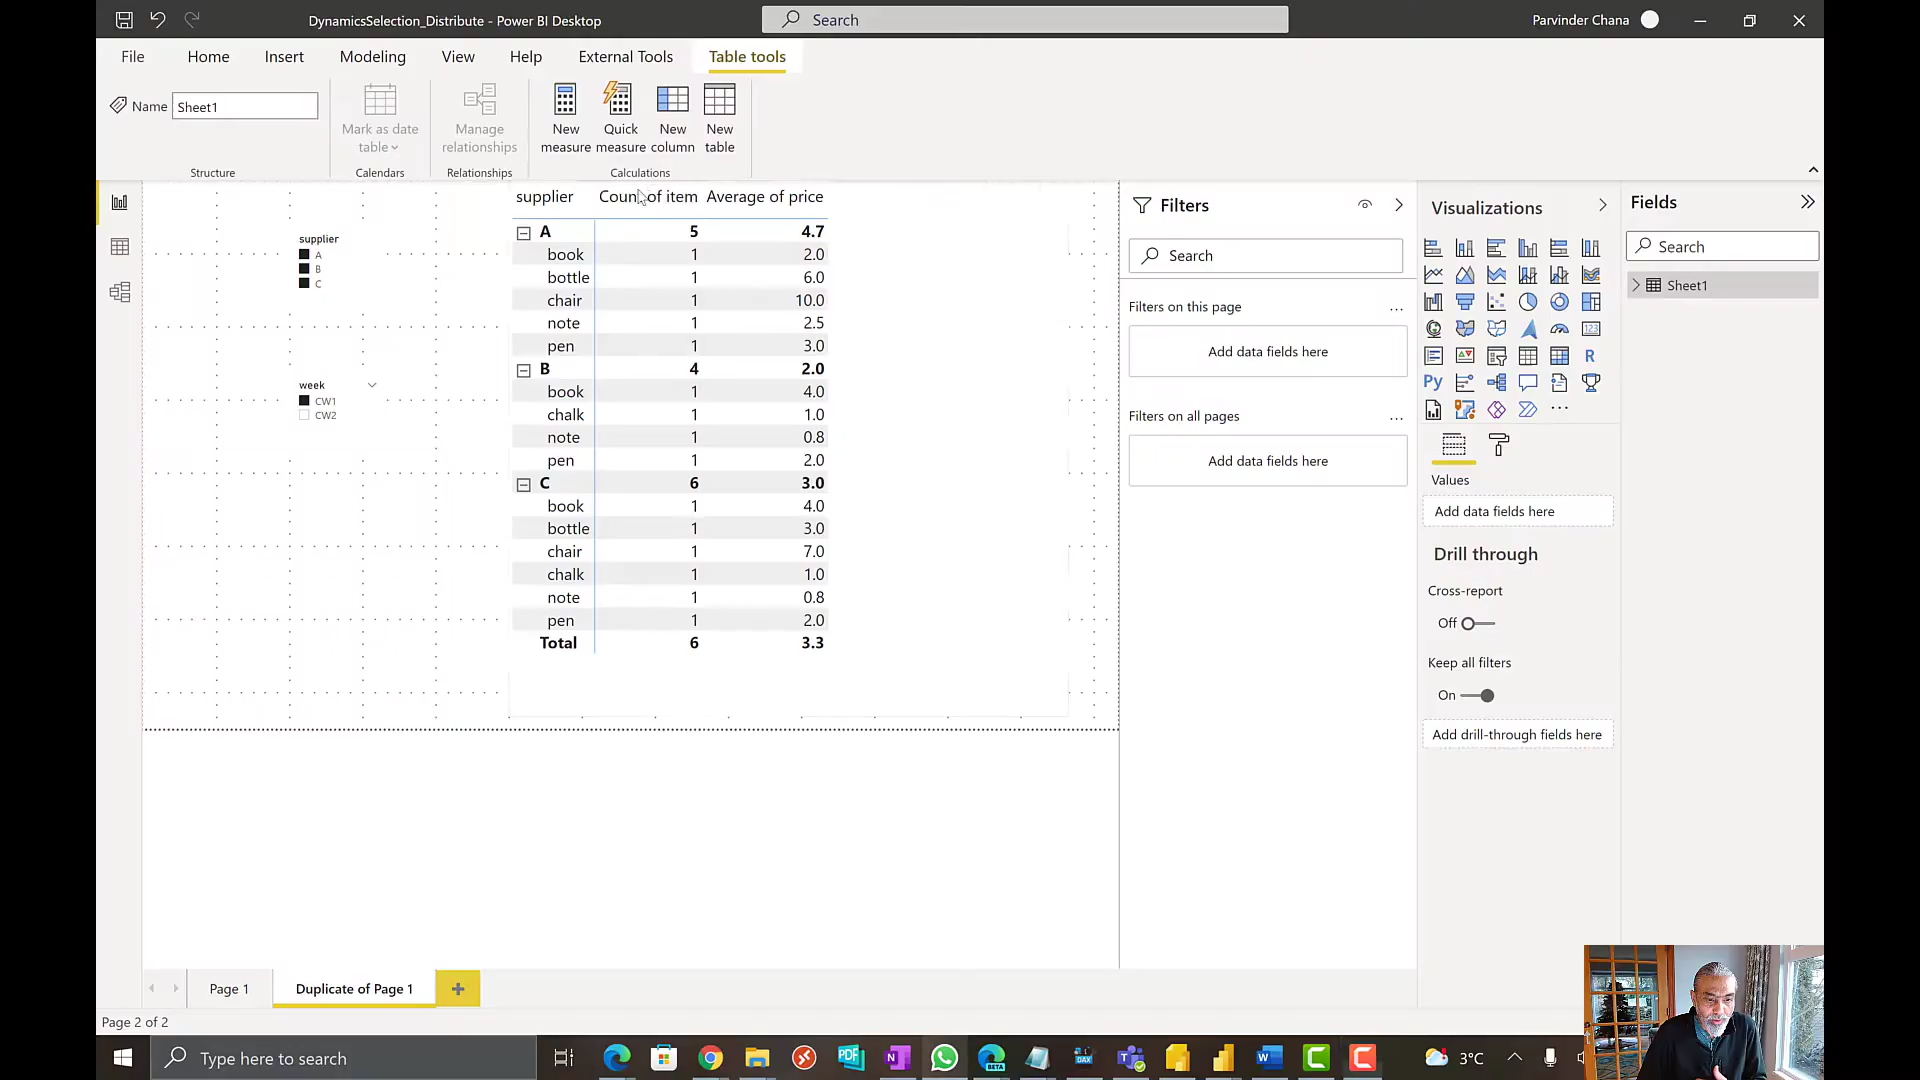 DynamicsSelection_Distribute - Power BI Desktop
Search
Parvinder Chana
File Home Insert Modeling View Help External Tools Table tools
Name Sheet1
Mark as date table
Manage relationships
New measure
Quick measure
New column
New table
Structure
Calendars
Relationships
Calculations
supplier
A
B
C
week
CW1
CW2
supplier Count of item Average of price
A 5 4.7
book 1 2.0
bottle 1 6.0
chair 1 10.0
note 1 2.5
pen 1 3.0
B 4 2.0
book 1 4.0
chalk 1 1.0
note 1 0.8
pen 1 2.0
C 6 3.0
book 1 4.0
bottle 1 3.0
chair 1 7.0
chalk 1 1.0
note 1 0.8
pen 1 2.0
Total 6 3.3
Filters
Search
Filters on this page ...
Add data fields here
Filters on all pages ...
Add data fields here
Visualizations
123
R
Py
...
Values
Add data fields here
Drill through
Cross-report
Off
Keep all filters
On
Add drill-through fields here
Fields
Search
Sheet1
Page 1
Duplicate of Page 1
+
Page 2 of 2
Type here to search
BETA
PDF
DAX
3°C